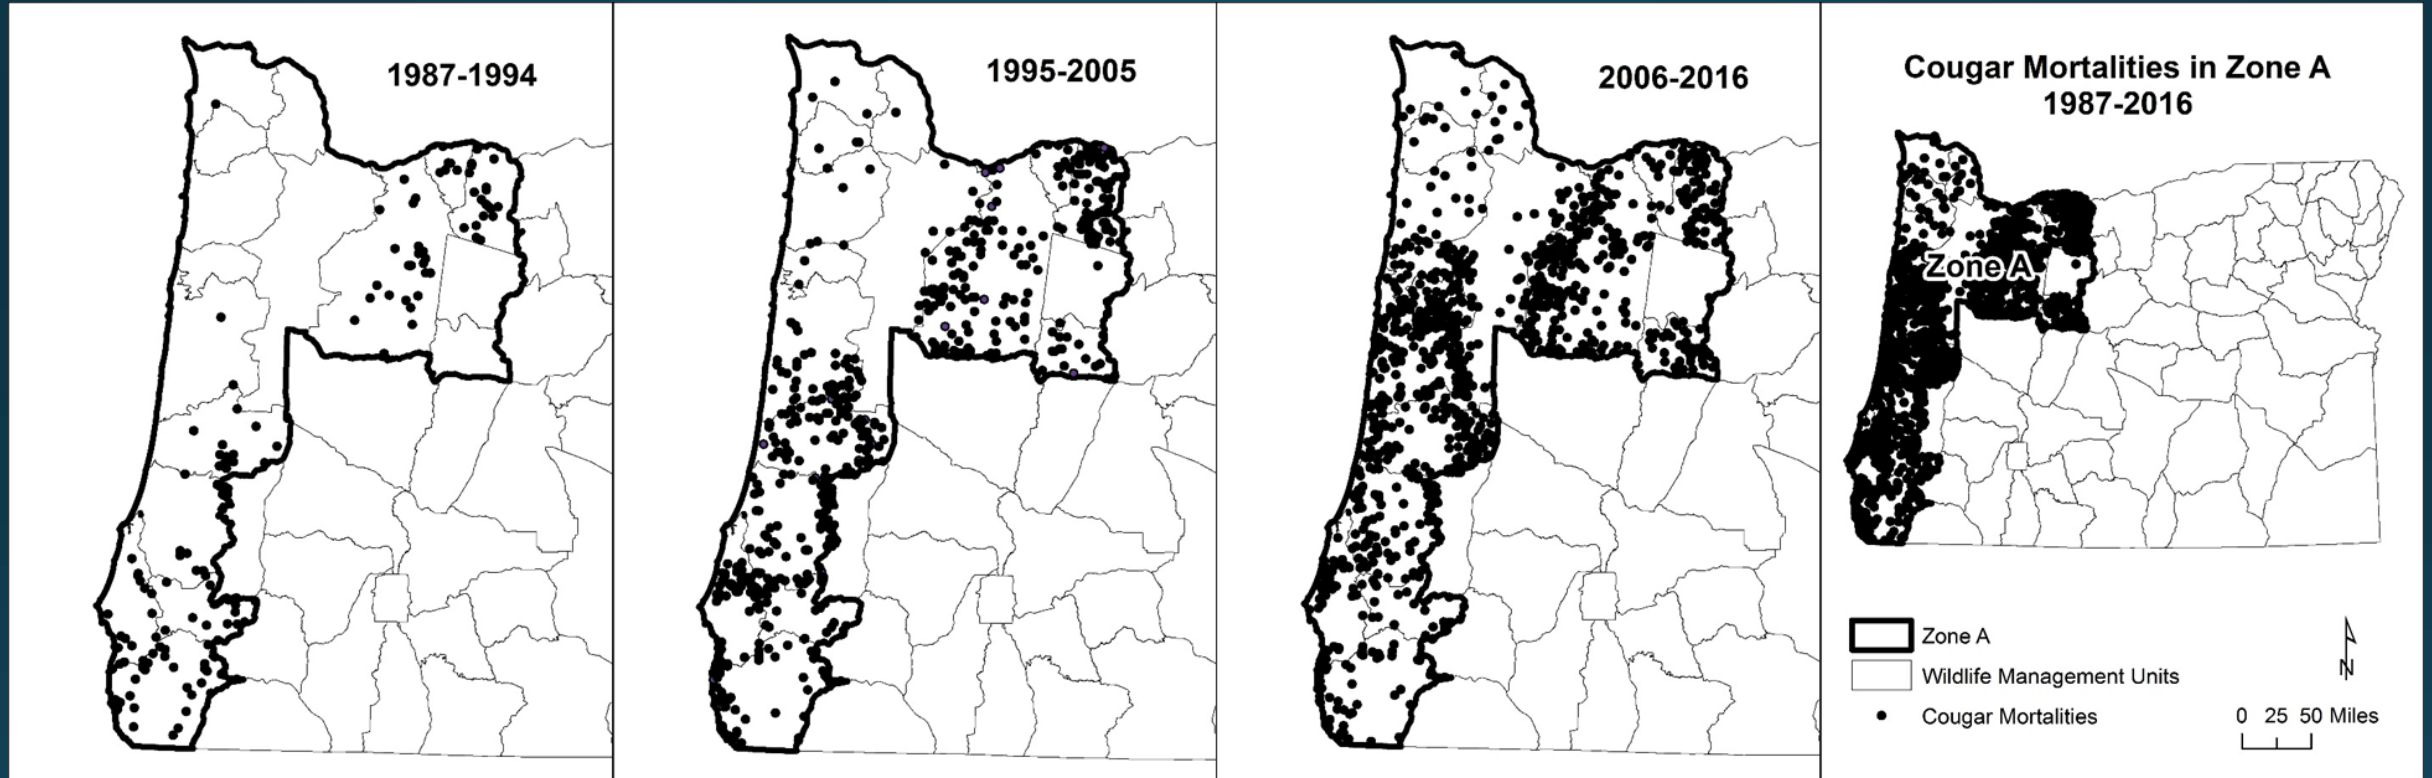 1987-1994
1995-2005
2006-2016
Cougar Mortalities in Zone A
1987-2016
Zone A
Zone A
Wildlife Management Units
Cougar Mortalities
N
0 25 50 Miles